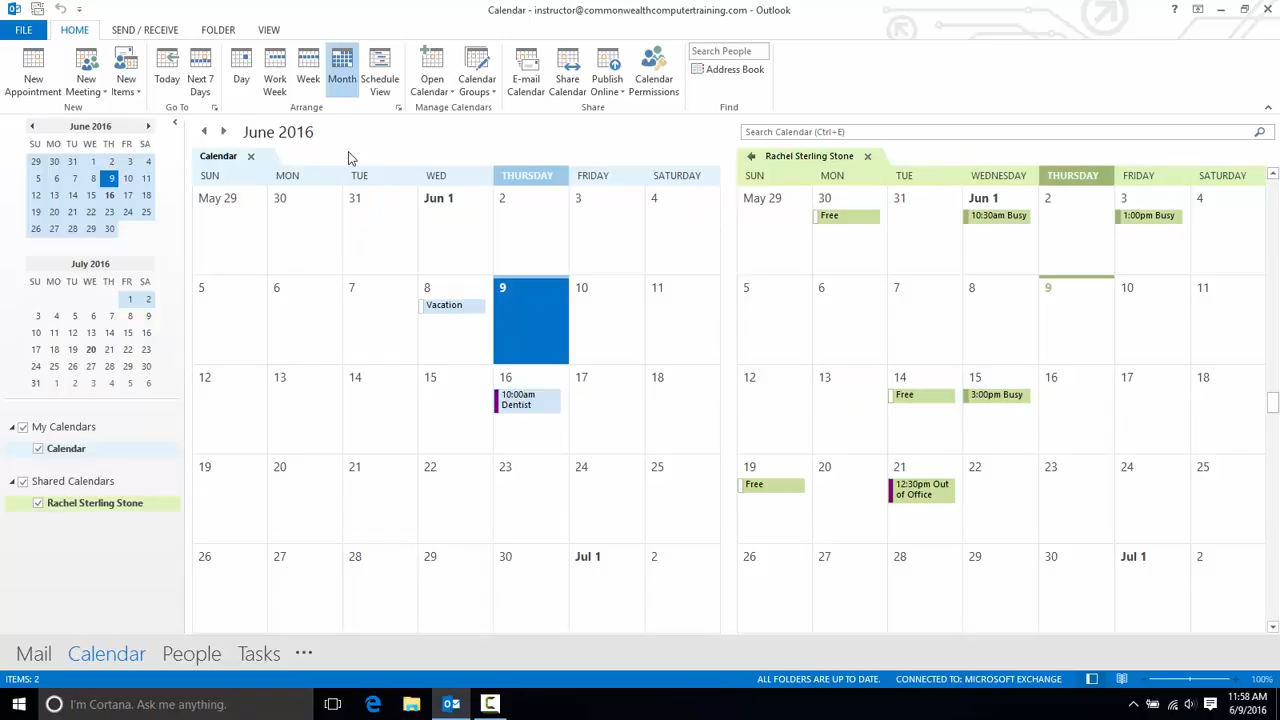 Calendar - instructor@commonwealthcomputertraining.com - Outlook
FILE HOME SEND / RECEIVE FOLDER VIEW
New Appointment
New Meeting
New Items
New
Today
Next 7 Days
Go To
Day
Work Week
Week
Month
Schedule View
Arrange
Open Calendar
Calendar Groups
Manage Calendars
E-mail Calendar
Share Calendar
Publish Online
Calendar Permissions
Share
Search People
Address Book
Find
June 2016
SU MO TU WE TH FR SA
29 30 31 1 2 3 4
5 6 7 8 9 10 11
12 13 14 15 16 17 18
19 20 21 22 23 24 25
26 27 28 29 30
July 2016
SU MO TU WE TH FR SA
1 2
3 4 5 6 7 8 9
10 11 12 13 14 15 16
17 18 19 20 21 22 23
24 25 26 27 28 29 30
31 1 2 3 4 5 6
My Calendars
Calendar
Shared Calendars
Rachel Sterling Stone
June 2016
Search Calendar (Ctrl+E)
Calendar
SUN MON TUE WED THURSDAY FRIDAY SATURDAY
May 29 30 31 Jun 1 2 3 4
5 6 7 8 9 10 11
Vacation
12 13 14 15 16 17 18
10:00am
Dentist
19 20 21 22 23 24 25
26 27 28 29 30 Jul 1 2
Rachel Sterling Stone
SUN MON TUE WEDNESDAY THURSDAY FRIDAY SATURDAY
May 29 30 31 Jun 1 2 3 4
Free 10:30am Busy 1:00pm Busy
5 6 7 8 9 10 11
12 13 14 15 16 17 18
Free 3:00pm Busy
19 20 21 22 23 24 25
Free 12:30pm Out
of Office
26 27 28 29 30 Jul 1 2
Mail Calendar People Tasks
ITEMS: 2 ALL FOLDERS ARE UP TO DATE. CONNECTED TO: MICROSOFT EXCHANGE 100%
I'm Cortana. Ask me anything.
11:58 AM
6/9/2016